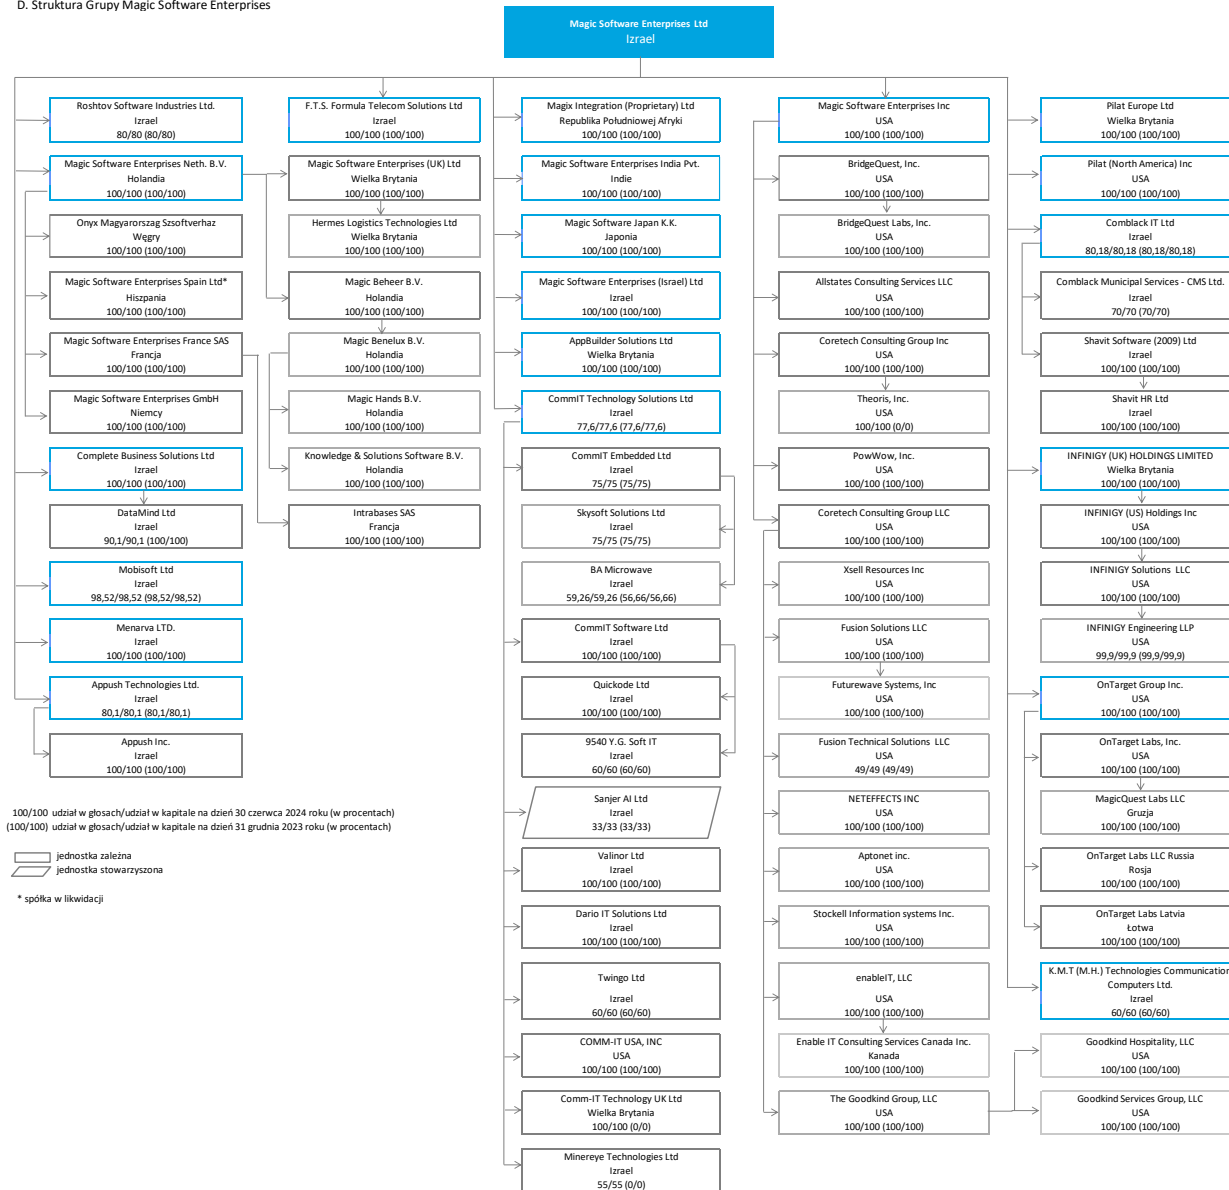 D. Struktura Grupy Magic Software Enterprises
Magic Software Enterprises Ltd
Izrael
Roshtov Software Industries Ltd.
Izrael
80/80 (80/80)
Magic Software Enterprises Neth. B.V.
Holandia
100/100 (100/100)
Onyx Magyarorszag Szsoftverhaz
Węgry
100/100 (100/100)
Magic Software Enterprises Spain Ltd*
Hiszpania
100/100 (100/100)
Magic Software Enterprises France SAS
Francja
100/100 (100/100)
Magic Software Enterprises GmbH
Niemcy
100/100 (100/100)
Complete Business Solutions Ltd
Izrael
100/100 (100/100)
DataMind Ltd
Izrael
90,1/90,1 (100/100)
Mobisoft Ltd
Izrael
98,52/98,52 (98,52/98,52)
Menarva LTD.
Izrael
100/100 (100/100)
Appush Technologies Ltd.
Izrael
80,1/80,1 (80,1/80,1)
Appush Inc.
Izrael
100/100 (100/100)
F.T.S. Formula Telecom Solutions Ltd
Izrael
100/100 (100/100)
Magic Software Enterprises (UK) Ltd
Wielka Brytania
100/100 (100/100)
Hermes Logistics Technologies Ltd
Wielka Brytania
100/100 (100/100)
Magic Beheer B.V.
Holandia
100/100 (100/100)
Magic Benelux B.V.
Holandia
100/100 (100/100)
Magic Hands B.V.
Holandia
100/100 (100/100)
Knowledge & Solutions Software B.V.
Holandia
100/100 (100/100)
Intrabases SAS
Francja
100/100 (100/100)
Magix Integration (Proprietary) Ltd
Republika Południowej Afryki
100/100 (100/100)
Magic Software Enterprises India Pvt.
Indie
100/100 (100/100)
Magic Software Japan K.K.
Japonia
100/100 (100/100)
Magic Software Enterprises (Israel) Ltd
Izrael
100/100 (100/100)
AppBuilder Solutions Ltd
Wielka Brytania
100/100 (100/100)
CommIT Technology Solutions Ltd
Izrael
77,6/77,6 (77,6/77,6)
CommIT Embedded Ltd
Izrael
75/75 (75/75)
Skysoft Solutions Ltd
Izrael
75/75 (75/75)
BA Microwave
Izrael
59,26/59,26 (56,66/56,66)
CommIT Software Ltd
Izrael
100/100 (100/100)
Quickode Ltd
Izrael
100/100 (100/100)
9540 Y.G. Soft IT
Izrael
60/60 (60/60)
Sanjer AI Ltd
Izrael
33/33 (33/33)
Valinor Ltd
Izrael
100/100 (100/100)
Dario IT Solutions Ltd
Izrael
100/100 (100/100)
Twingo Ltd
Izrael
60/60 (60/60)
COMM-IT USA, INC
USA
100/100 (100/100)
Comm-IT Technology UK Ltd
Wielka Brytania
100/100 (0/0)
Minereye Technologies Ltd
Izrael
55/55 (0/0)
Magic Software Enterprises Inc
USA
100/100 (100/100)
BridgeQuest, Inc.
USA
100/100 (100/100)
BridgeQuest Labs, Inc.
USA
100/100 (100/100)
Allstates Consulting Services LLC
USA
100/100 (100/100)
Coretech Consulting Group Inc
USA
100/100 (100/100)
Theoris, Inc.
USA
100/100 (0/0)
PowWow, Inc.
USA
100/100 (100/100)
Coretech Consulting Group LLC
USA
100/100 (100/100)
Xsell Resources Inc
USA
100/100 (100/100)
Fusion Solutions LLC
USA
100/100 (100/100)
Futurewave Systems, Inc
USA
100/100 (100/100)
Fusion Technical Solutions LLC
USA
49/49 (49/49)
NETEFFECTS INC
USA
100/100 (100/100)
Aptonet inc.
USA
100/100 (100/100)
Stockell Information systems Inc.
USA
100/100 (100/100)
enableIT, LLC
USA
100/100 (100/100)
Enable IT Consulting Services Canada Inc.
Kanada
100/100 (100/100)
The Goodkind Group, LLC
USA
100/100 (100/100)
Pilat Europe Ltd
Wielka Brytania
100/100 (100/100)
Pilat (North America) Inc
USA
100/100 (100/100)
Comblack IT Ltd
Izrael
80,18/80,18 (80,18/80,18)
Comblack Municipal Services - CMS Ltd.
Izrael
70/70 (70/70)
Shavit Software (2009) Ltd
Izrael
100/100 (100/100)
Shavit HR Ltd
Izrael
100/100 (100/100)
INFINIGY (UK) HOLDINGS LIMITED
Wielka Brytania
100/100 (100/100)
INFINIGY (US) Holdings Inc
USA
100/100 (100/100)
INFINIGY Solutions LLC
USA
100/100 (100/100)
INFINIGY Engineering LLP
USA
99,9/99,9 (99,9/99,9)
OnTarget Group Inc.
USA
100/100 (100/100)
OnTarget Labs, Inc.
USA
100/100 (100/100)
MagicQuest Labs LLC
Gruzja
100/100 (100/100)
OnTarget Labs LLC Russia
Rosja
100/100 (100/100)
OnTarget Labs Latvia
Łotwa
100/100 (100/100)
K.M.T (M.H.) Technologies Communication
Computers Ltd.
Izrael
60/60 (60/60)
Goodkind Hospitality, LLC
USA
100/100 (100/100)
Goodkind Services Group, LLC
USA
100/100 (100/100)
100/100 udział w głosach/udział w kapitale na dzień 30 czerwca 2024 roku (w procentach)
(100/100) udział w głosach/udział w kapitale na dzień 31 grudnia 2023 roku (w procentach)
jednostka zależna
jednostka stowarzyszona
* spółka w likwidacji